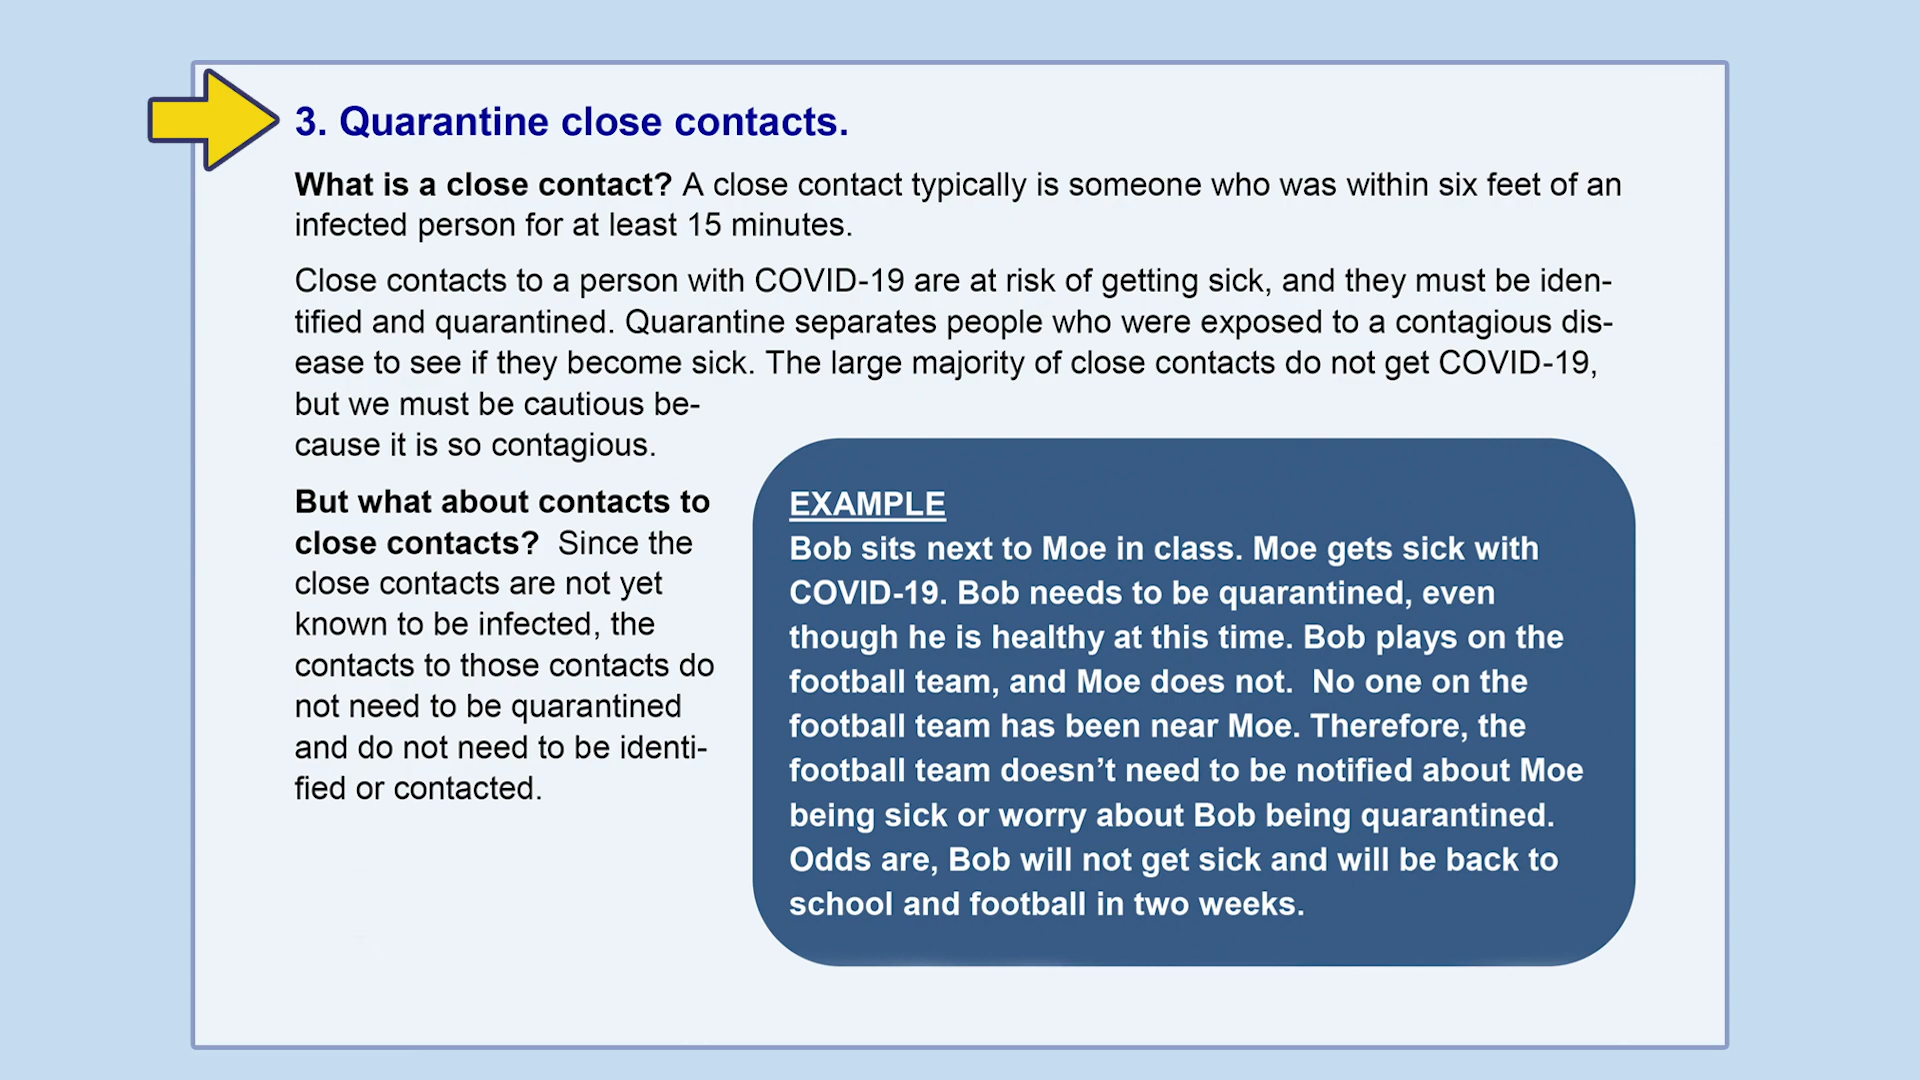 3. Quarantine close contacts.
What is a close contact? A close contact typically is someone who was within six feet of an
infected person for at least 15 minutes.
Close contacts to a person with COVID-19 are at risk of getting sick, and they must be iden-
tified and quarantined. Quarantine separates people who were exposed to a contagious dis-
ease to see if they become sick. The large majority of close contacts do not get COVID-19,
but we must be cautious be-
cause it is so contagious.
But what about contacts to
close contacts?  Since the
close contacts are not yet
known to be infected, the
contacts to those contacts do
not need to be quarantined
and do not need to be identi-
fied or contacted.
EXAMPLE
Bob sits next to Moe in class. Moe gets sick with
COVID-19. Bob needs to be quarantined, even
though he is healthy at this time. Bob plays on the
football team, and Moe does not.  No one on the
football team has been near Moe. Therefore, the
football team doesn’t need to be notified about Moe
being sick or worry about Bob being quarantined.
Odds are, Bob will not get sick and will be back to
school and football in two weeks.